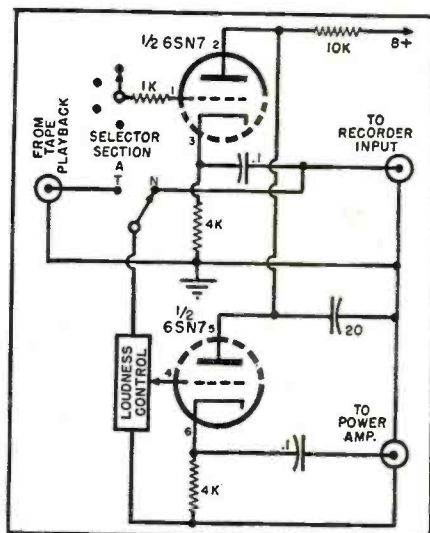 ½ 6SN7
2
10K
B+
1K
1
3
FROM TAPE
PLAYBACK
SELECTOR
SECTION
A
T
N
.1
TO
RECORDER
INPUT
4K
½
6SN7
5
20
LOUDNESS
CONTROL
4
6
4K
.1
TO
POWER
AMP.